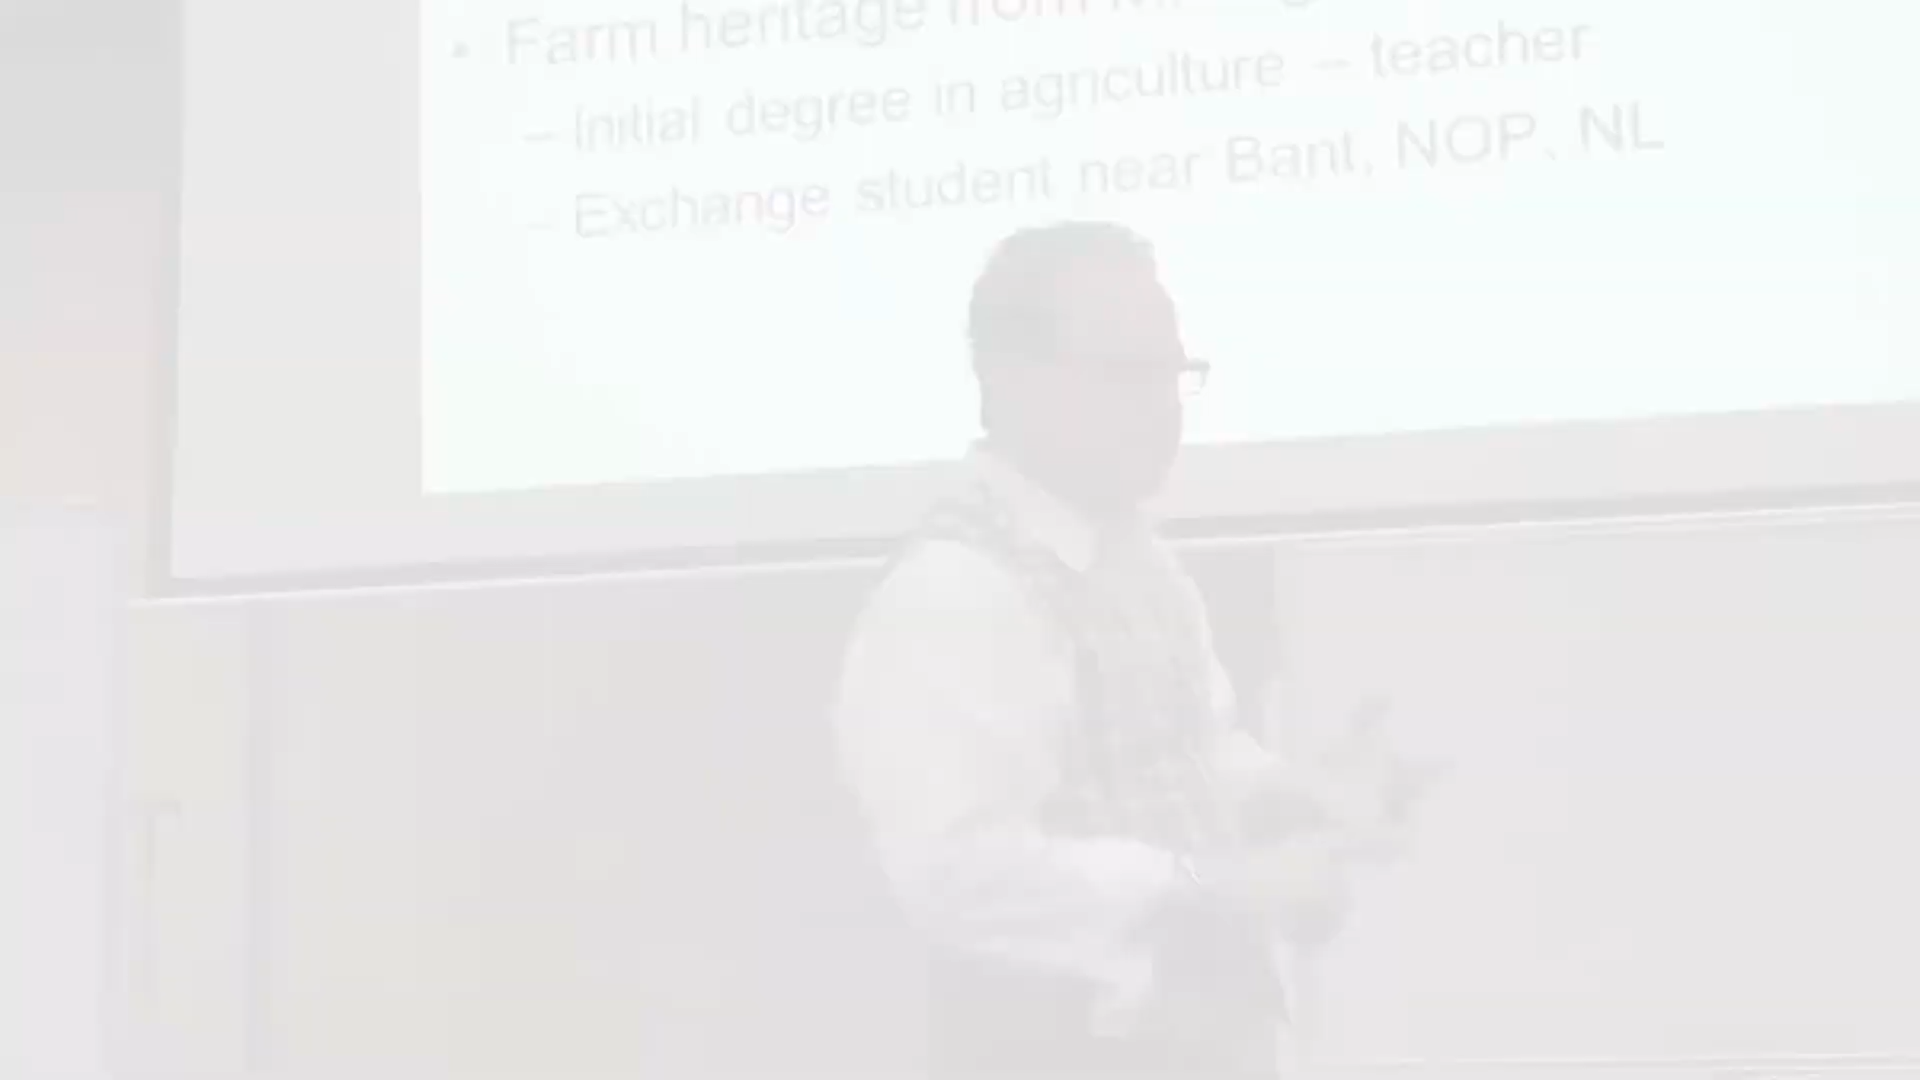 • Farm heritage from
– Initial degree in agriculture – teacher
– Exchange student near Bant, NOP, NL